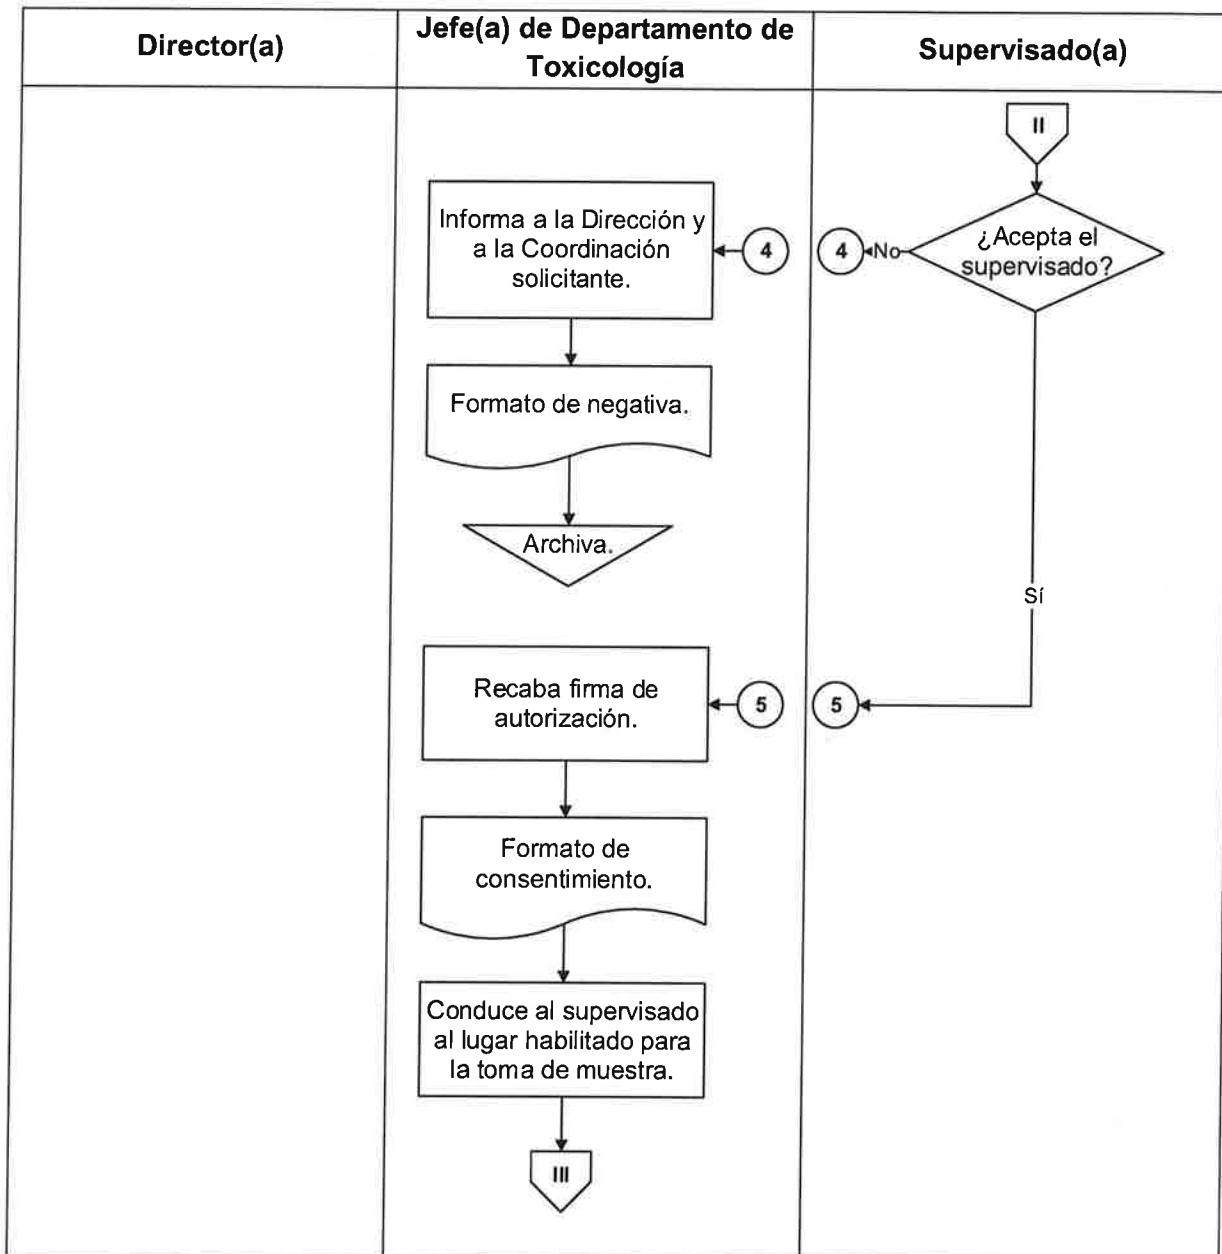 Director(a)
Jefe(a) de Departamento de
Toxicología
Supervisado(a)
II
¿Acepta el
supervisado?
No
4
4
Informa a la Dirección y
a la Coordinación
solicitante.
Formato de negativa.
Archiva.
Sí
5
5
Recaba firma de
autorización.
Formato de
consentimiento.
Conduce al supervisado
al lugar habilitado para
la toma de muestra.
III